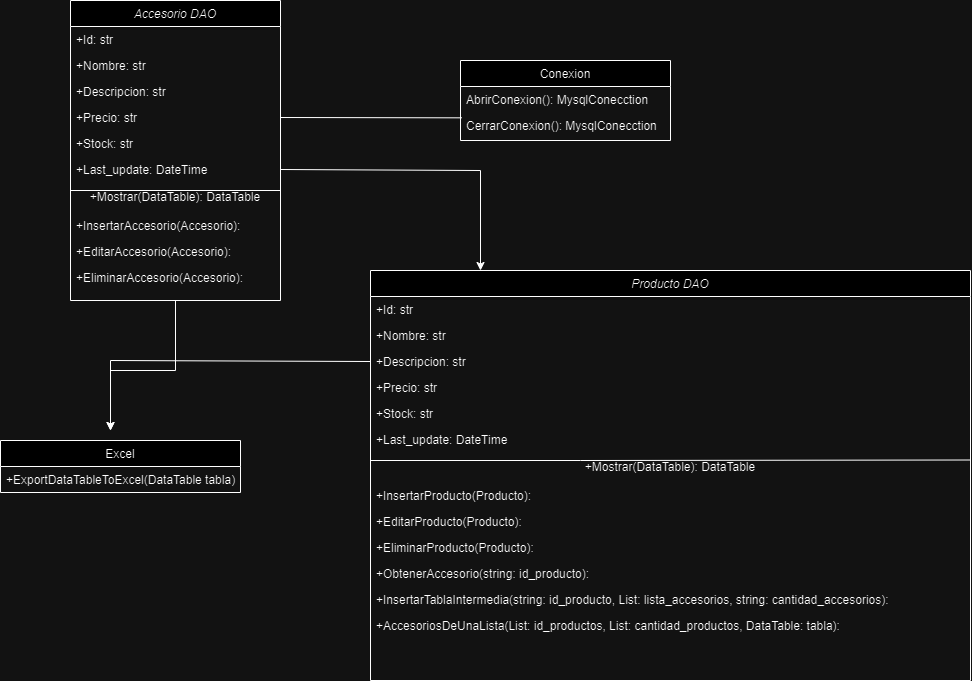 Accesorio DAO
+Id: str
+Nombre: str
+Descripcion: str
+Precio: str
+Stock: str
+Last_update: DateTime
+Mostrar(DataTable): DataTable
+InsertarAccesorio(Accesorio):
+EditarAccesorio(Accesorio):
+EliminarAccesorio(Accesorio):
Conexion
AbrirConexion(): MysqlConecction
CerrarConexion(): MysqlConecction
Producto DAO
+Id: str
+Nombre: str
+Descripcion: str
+Precio: str
+Stock: str
+Last_update: DateTime
+Mostrar(DataTable): DataTable
+InsertarProducto(Producto):
+EditarProducto(Producto):
+EliminarProducto(Producto):
+ObtenerAccesorio(string: id_producto):
+InsertarTablaIntermedia(string: id_producto, List: lista_accesorios, string: cantidad_accesorios):
+AccesoriosDeUnaLista(List: id_productos, List: cantidad_productos, DataTable: tabla):
Excel
+ExportDataTableToExcel(DataTable tabla)